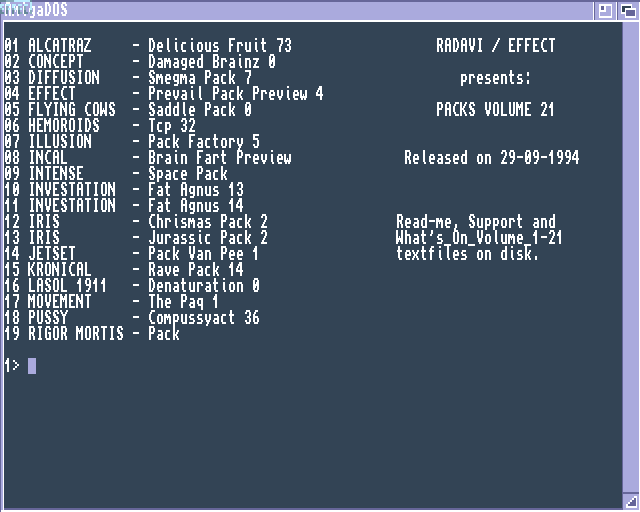 AmigaDOS
01 ALCATRAZ - Delicious Fruit 73 RADAVI / EFFECT
02 CONCEPT - Damaged Brainz 0
03 DIFFUSION - Smegma Pack 7 presents:
04 EFFECT - Prevail Pack Preview 4
05 FLYING COWS - Saddle Pack 0 PACKS VOLUME 21
06 HEMOROIDS - Tcp 32
07 ILLUSION - Pack Factory 5
08 INCAL - Brain Fart Preview Released on 29-09-1994
09 INTENSE - Space Pack
10 INVESTATION - Fat Agnus 13
11 INVESTATION - Fat Agnus 14
12 IRIS - Chrismas Pack 2 Read-me, Support and
13 IRIS - Jurassic Pack 2 What's_On_Volume_1-21
14 JETSET - Pack Van Pee 1 textfiles on disk.
15 KRONICAL - Rave Pack 14
16 LASOL 1911 - Denaturation 0
17 MOVEMENT - The Paq 1
18 PUSSY - Compussyact 36
19 RIGOR MORTIS - Pack
1>